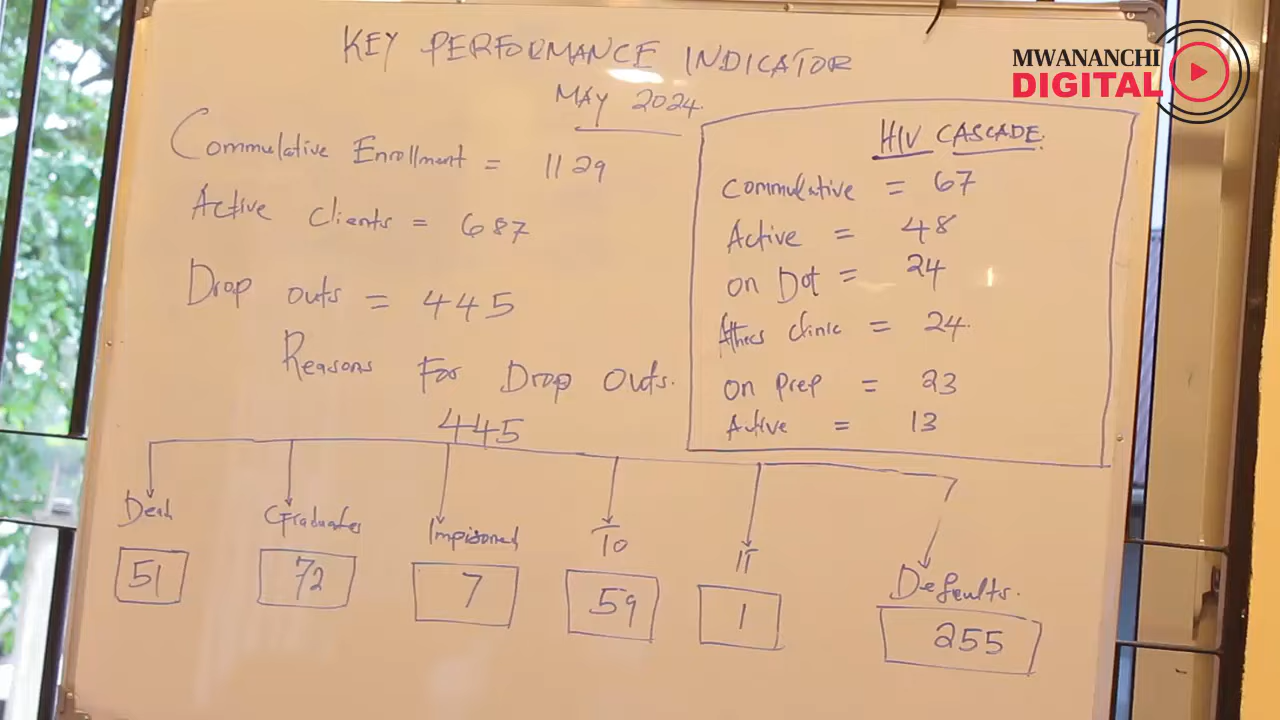 KEY PERFORMANCE INDICATOR
MAY 2024.
Commulative Enrollment = 1129
Active Clients = 687
Drop outs = 445
Reasons For Drop Outs.
445
Death
51
Graduates
72
Imprisoned
7
TO
59
IT
1
Defaults.
255
HIV CASCADE.
Commulative = 67
Active = 48
on Dot = 24
clinic = 24.
on prep = 23
Active = 13
MWANANCHI
DIGITAL